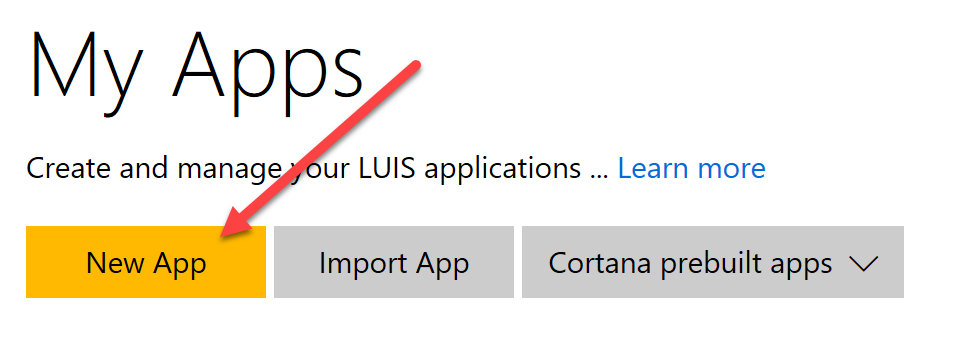 My Apps
Create and manage your LUIS applications ... Learn more
New App
Import App
Cortana prebuilt apps